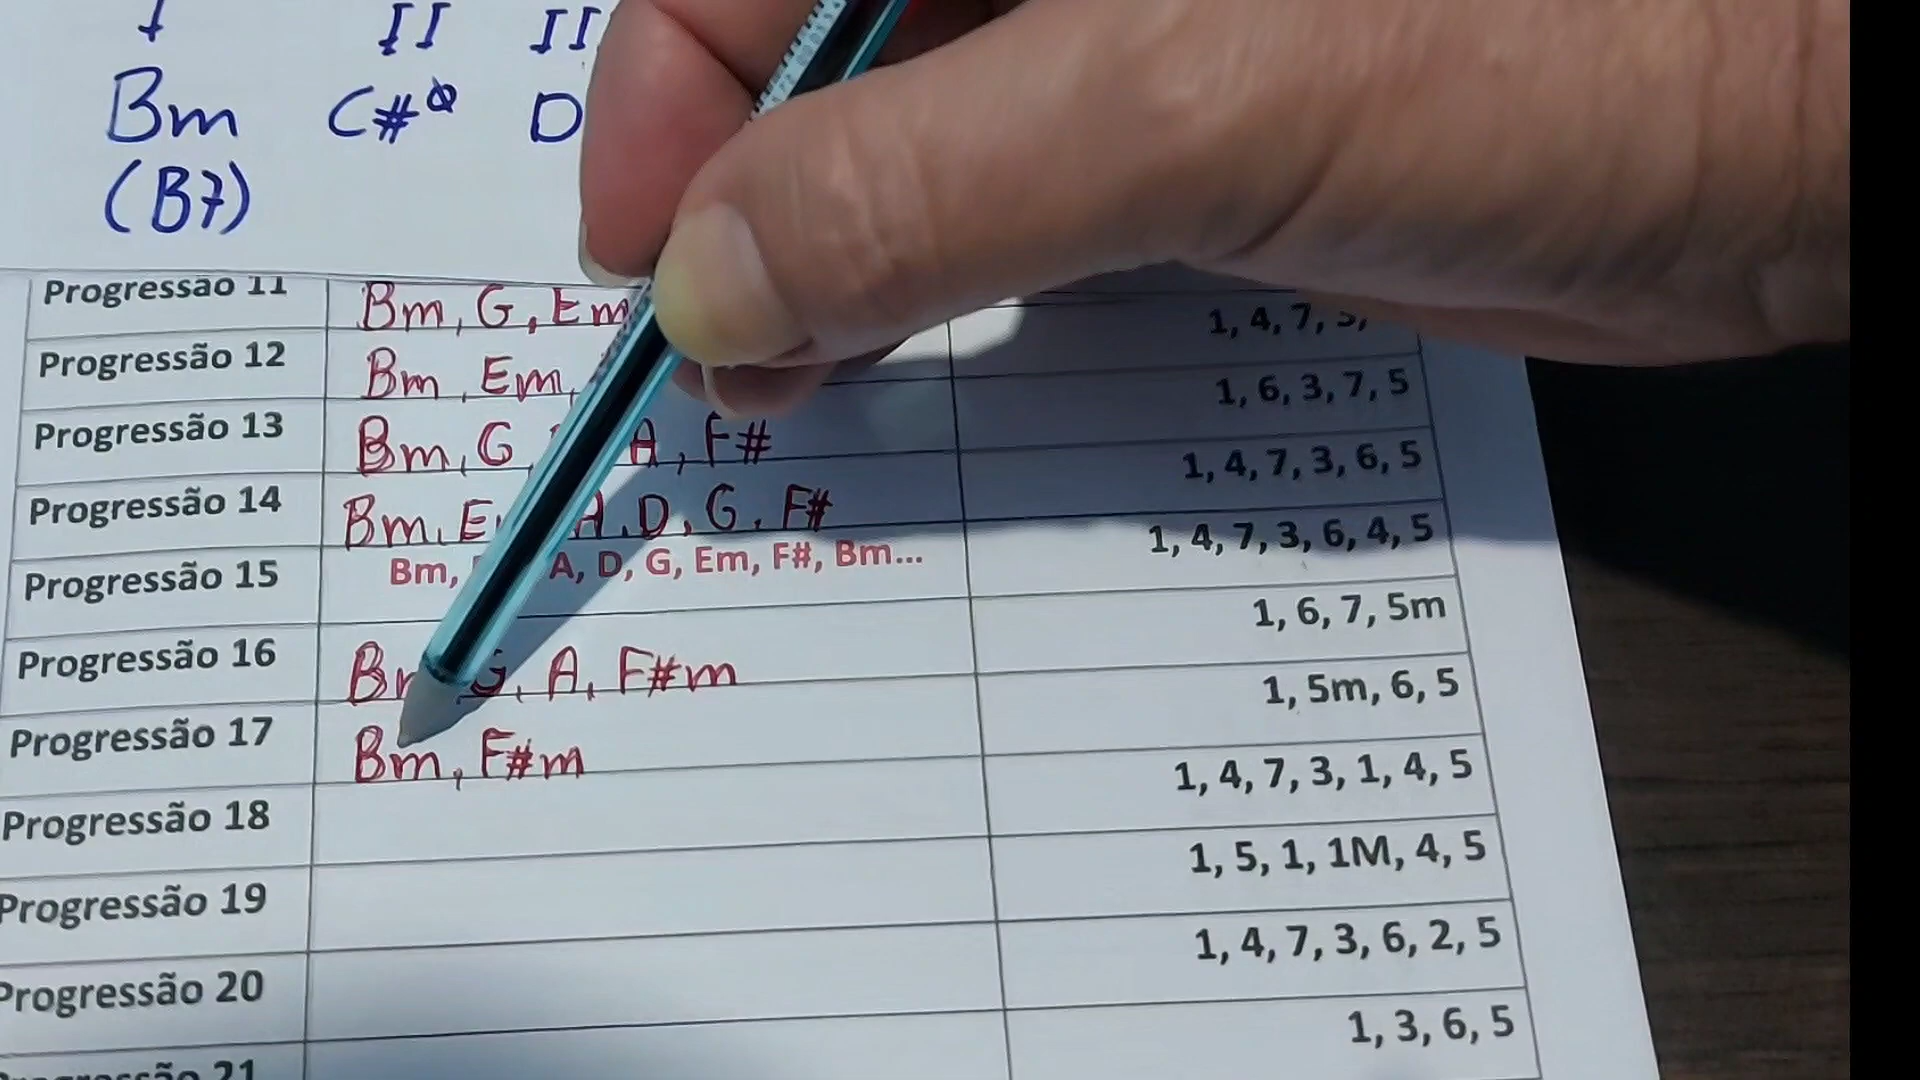 I II II
Bm C#ø D
(B7)
Progressão 11 Bm, G, Em 1, 4, 7, 3,
Progressão 12 Bm, Em, 1, 6, 3, 7, 5
Progressão 13 Bm, G A, F# 1, 4, 7, 3, 6, 5
Progressão 14 Bm, A, D, G, F# 1, 4, 7, 3, 6, 4, 5
Progressão 15 Bm, A, D, G, Em, F#, Bm... 1, 6, 7, 5m
Progressão 16 G, A, F#m 1, 5m, 6, 5
Progressão 17 Bm, F#m 1, 4, 7, 3, 1, 4, 5
Progressão 18 1, 5, 1, 1M, 4, 5
Progressão 19 1, 4, 7, 3, 6, 2, 5
Progressão 20 1, 3, 6, 5
Progressão 21